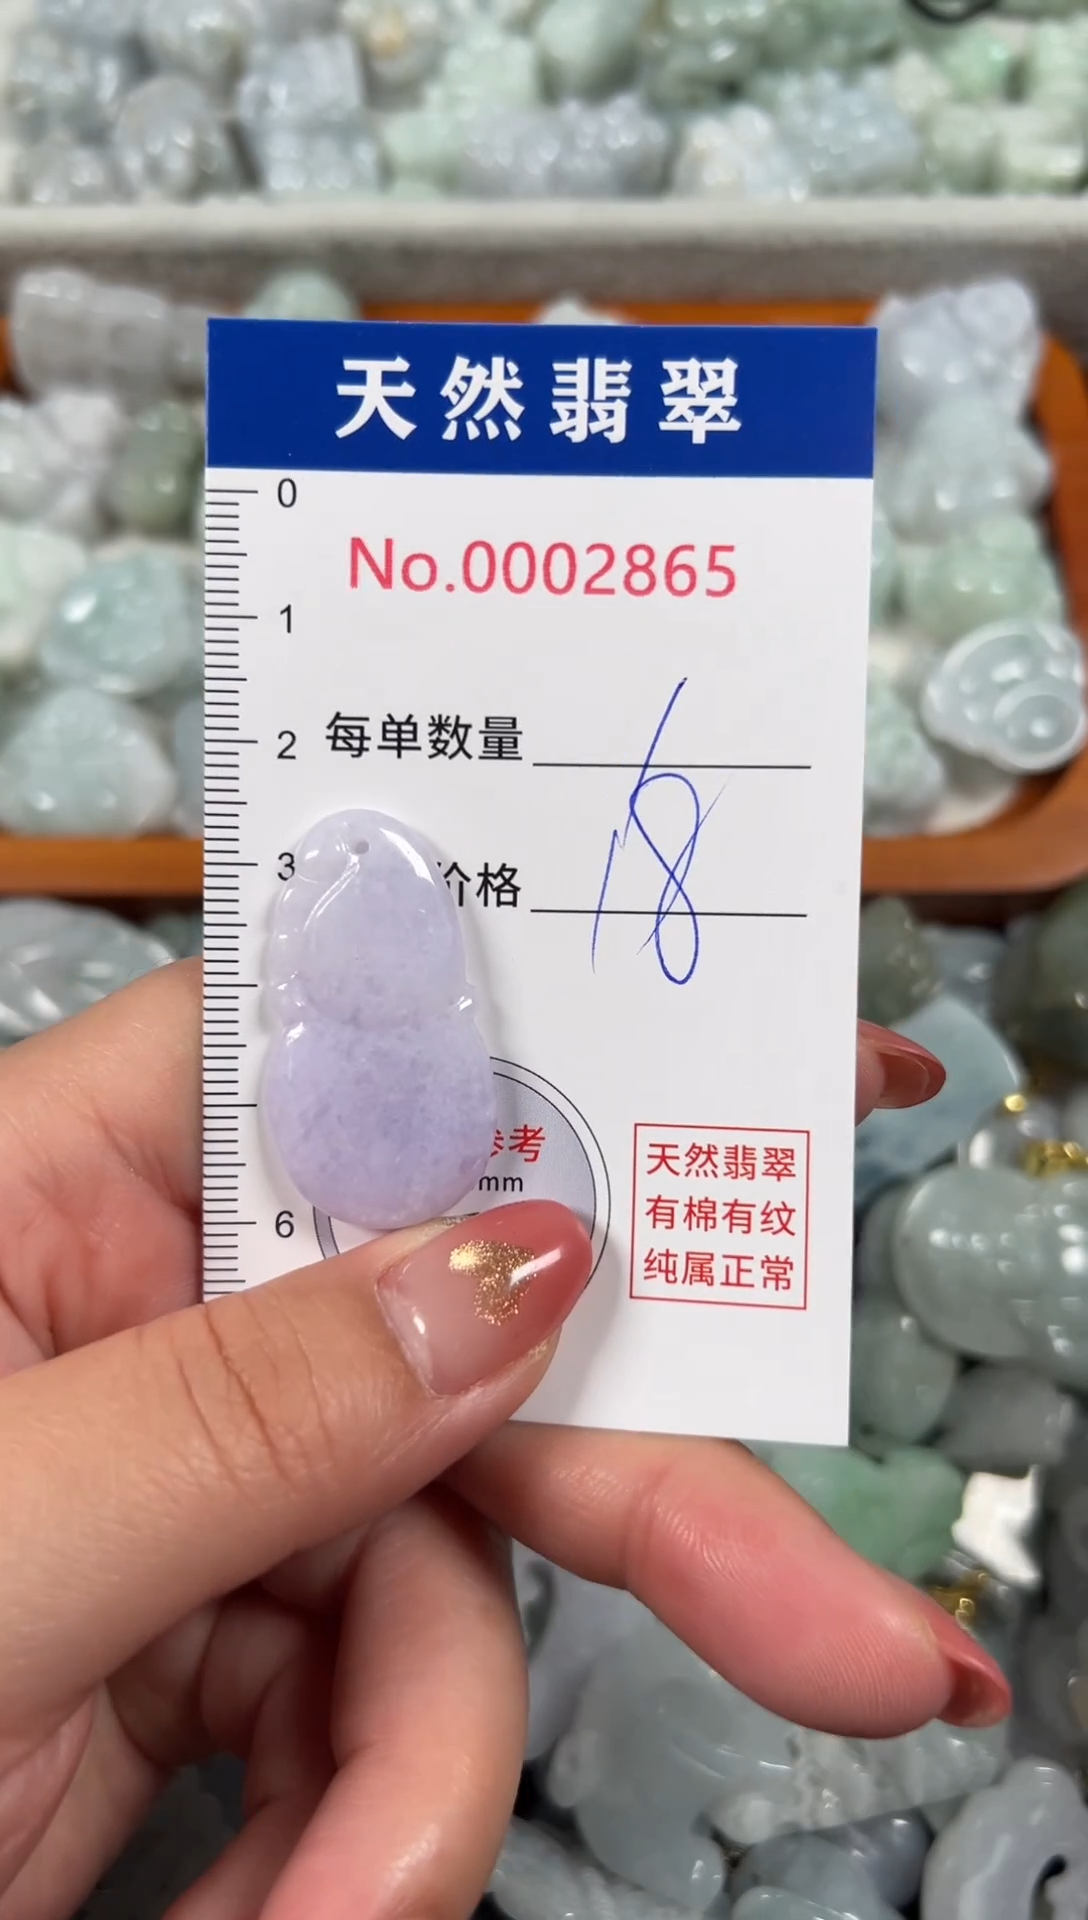 天然翡翠
No.0002865
0
1
2
3
6
每单数量 1
价格 18
参考
mm
天然翡翠
有棉有纹
纯属正常